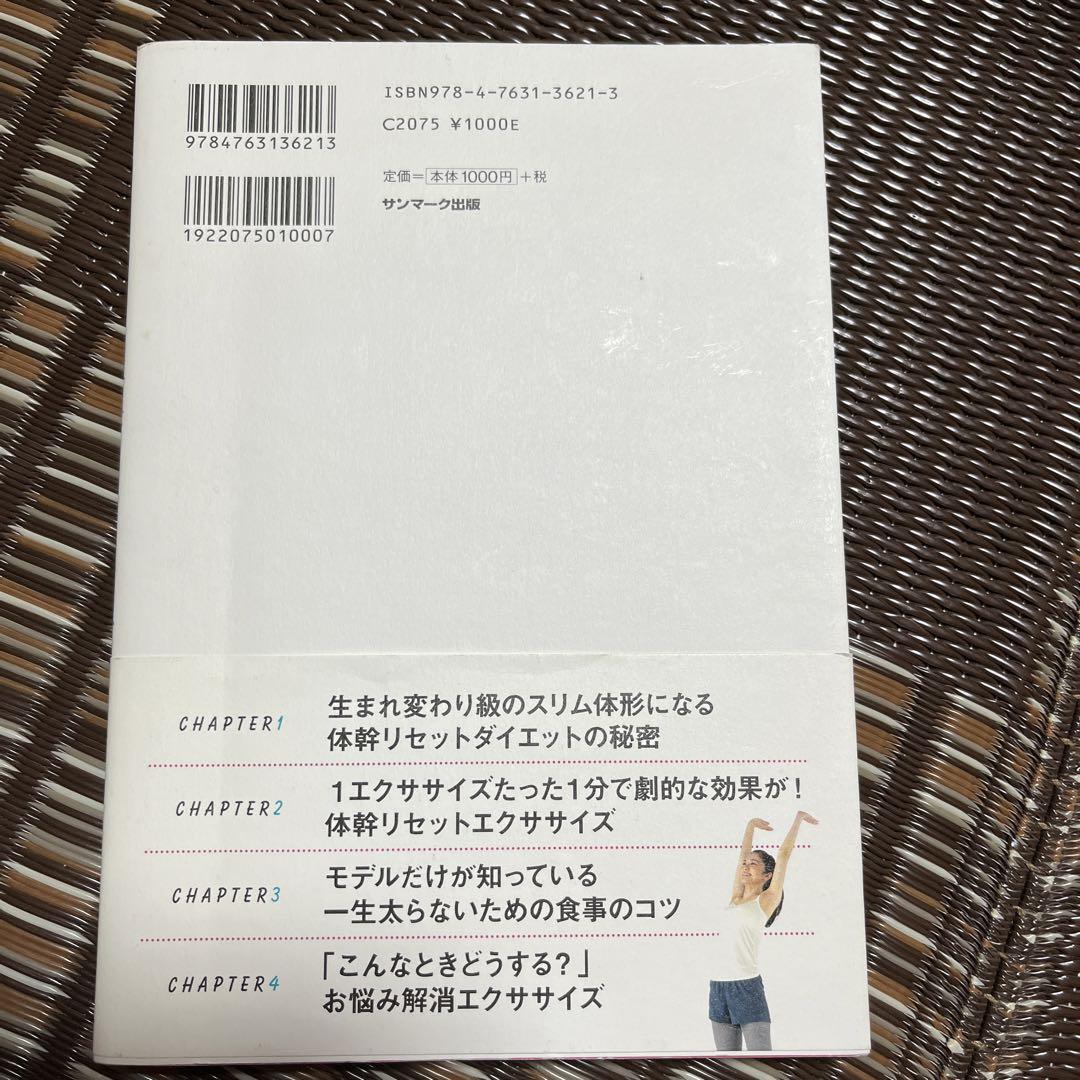 ISBN978-4-7631-3621-3
C2075 ¥1000E
9784763136213
定価=本体1000円+税
サンマーク出版
1922075010007
CHAPTER1
生まれ変わり級のスリム体形になる
体幹リセットダイエットの秘密
CHAPTER2
1エクササイズたった1分で劇的な効果が!
体幹リセットエクササイズ
CHAPTER3
モデルだけが知っている
一生太らないための食事のコツ
CHAPTER4
「こんなときどうする?」
お悩み解消エクササイズ